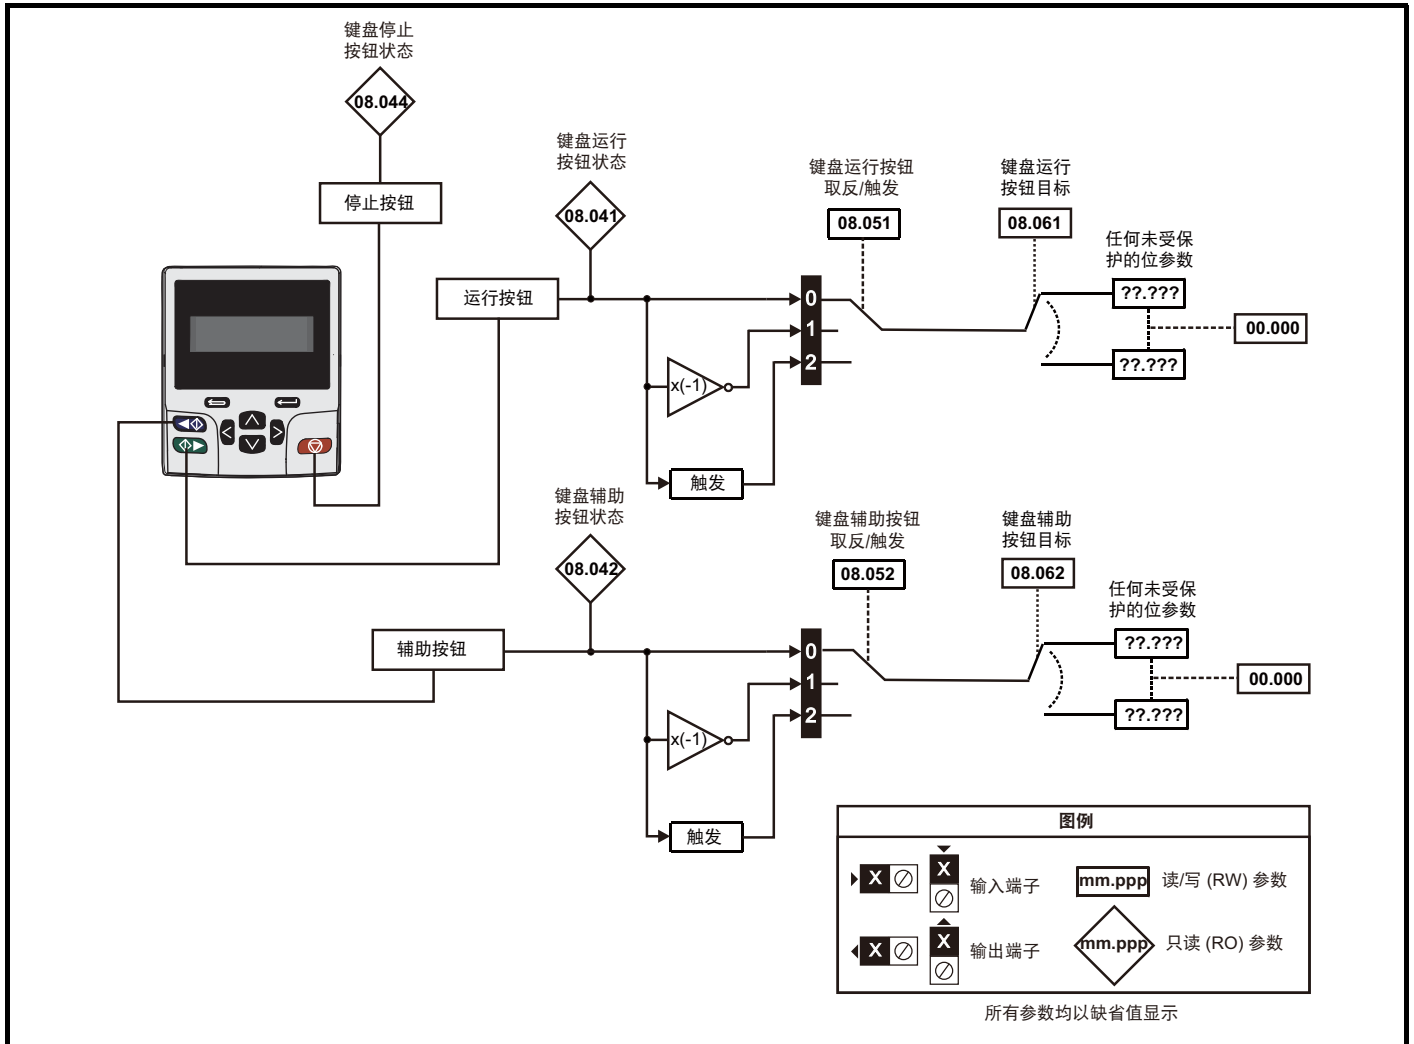 键盘停止
按钮状态
08.044
停止按钮
键盘运行
按钮状态
08.041
运行按钮
键盘运行按钮
取反/触发
08.051
键盘运行
按钮目标
08.061
任何未受保
护的位参数
??.???
??.???
00.000
0
1
2
x(-1)
触发
键盘辅助
按钮状态
08.042
辅助按钮
键盘辅助按钮
取反/触发
08.052
键盘辅助
按钮目标
08.062
任何未受保
护的位参数
??.???
??.???
00.000
0
1
2
x(-1)
触发
图例
X
X
输入端子
mm.ppp
读/写 (RW) 参数
X
X
输出端子
mm.ppp
只读 (RO) 参数
所有参数均以缺省值显示